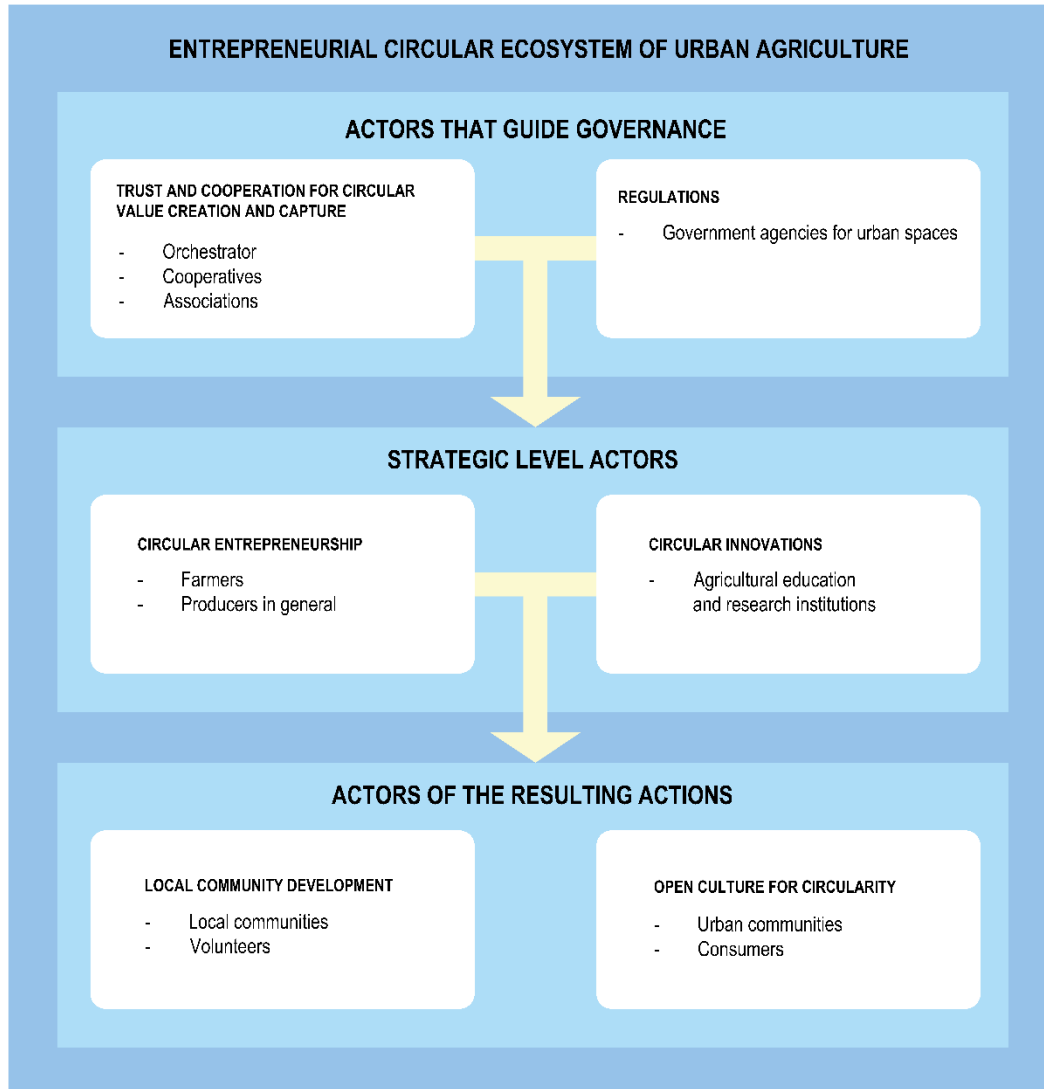 ENTREPRENEURIAL CIRCULAR ECOSYSTEM OF URBAN AGRICULTURE
ACTORS THAT GUIDE GOVERNANCE
TRUST AND COOPERATION FOR CIRCULAR
VALUE CREATION AND CAPTURE
- Orchestrator
- Cooperatives
- Associations
REGULATIONS
- Government agencies for urban spaces
STRATEGIC LEVEL ACTORS
CIRCULAR ENTREPRENEURSHIP
- Farmers
- Producers in general
CIRCULAR INNOVATIONS
- Agricultural education
and research institutions
ACTORS OF THE RESULTING ACTIONS
LOCAL COMMUNITY DEVELOPMENT
- Local communities
- Volunteers
OPEN CULTURE FOR CIRCULARITY
- Urban communities
- Consumers